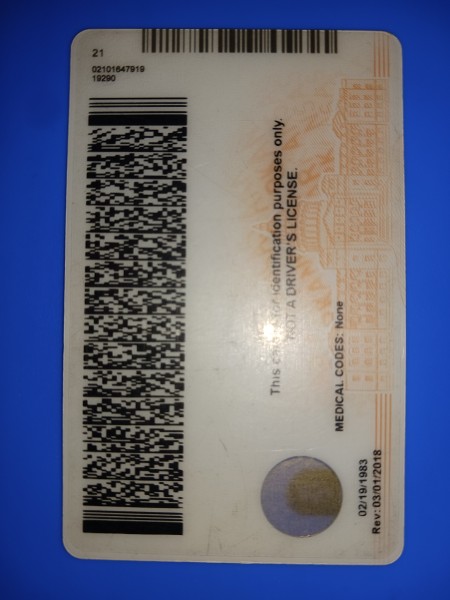 21
02101647919
19290
This card for identification purposes only.
NOT A DRIVER'S LICENSE.
MEDICAL CODES: None
02/19/1983
Rev: 03/01/2018